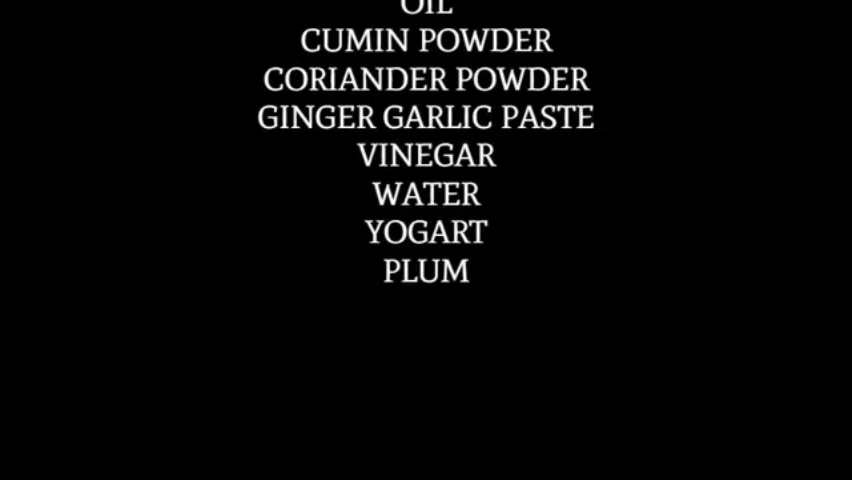 OIL
CUMIN POWDER
CORIANDER POWDER
GINGER GARLIC PASTE
VINEGAR
WATER
YOGART
PLUM